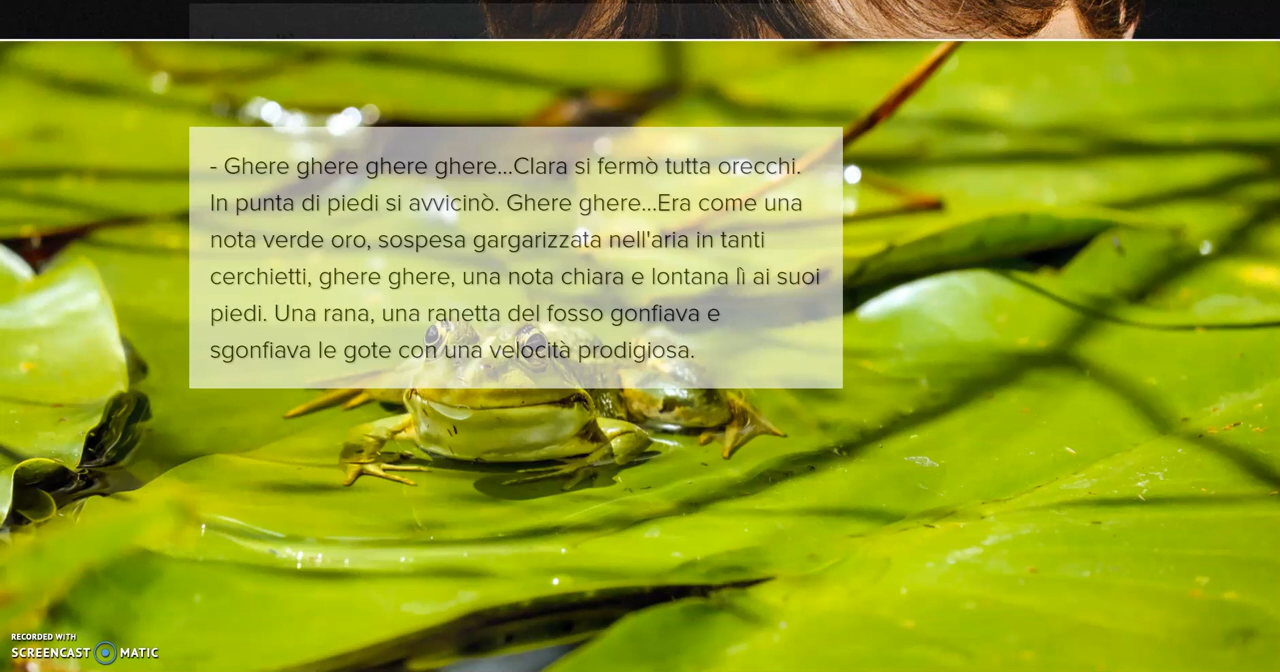 - Ghere ghere ghere ghere...Clara si fermò tutta orecchi.
In punta di piedi si avvicinò. Ghere ghere...Era come una
nota verde oro, sospesa gargarizzata nell'aria in tanti
cerchietti, ghere ghere, una nota chiara e lontana lì ai suoi
piedi. Una rana, una ranetta del fosso gonfiava e
sgonfiava le gote con una velocità prodigiosa.
RECORDED WITH
SCREENCAST MATIC